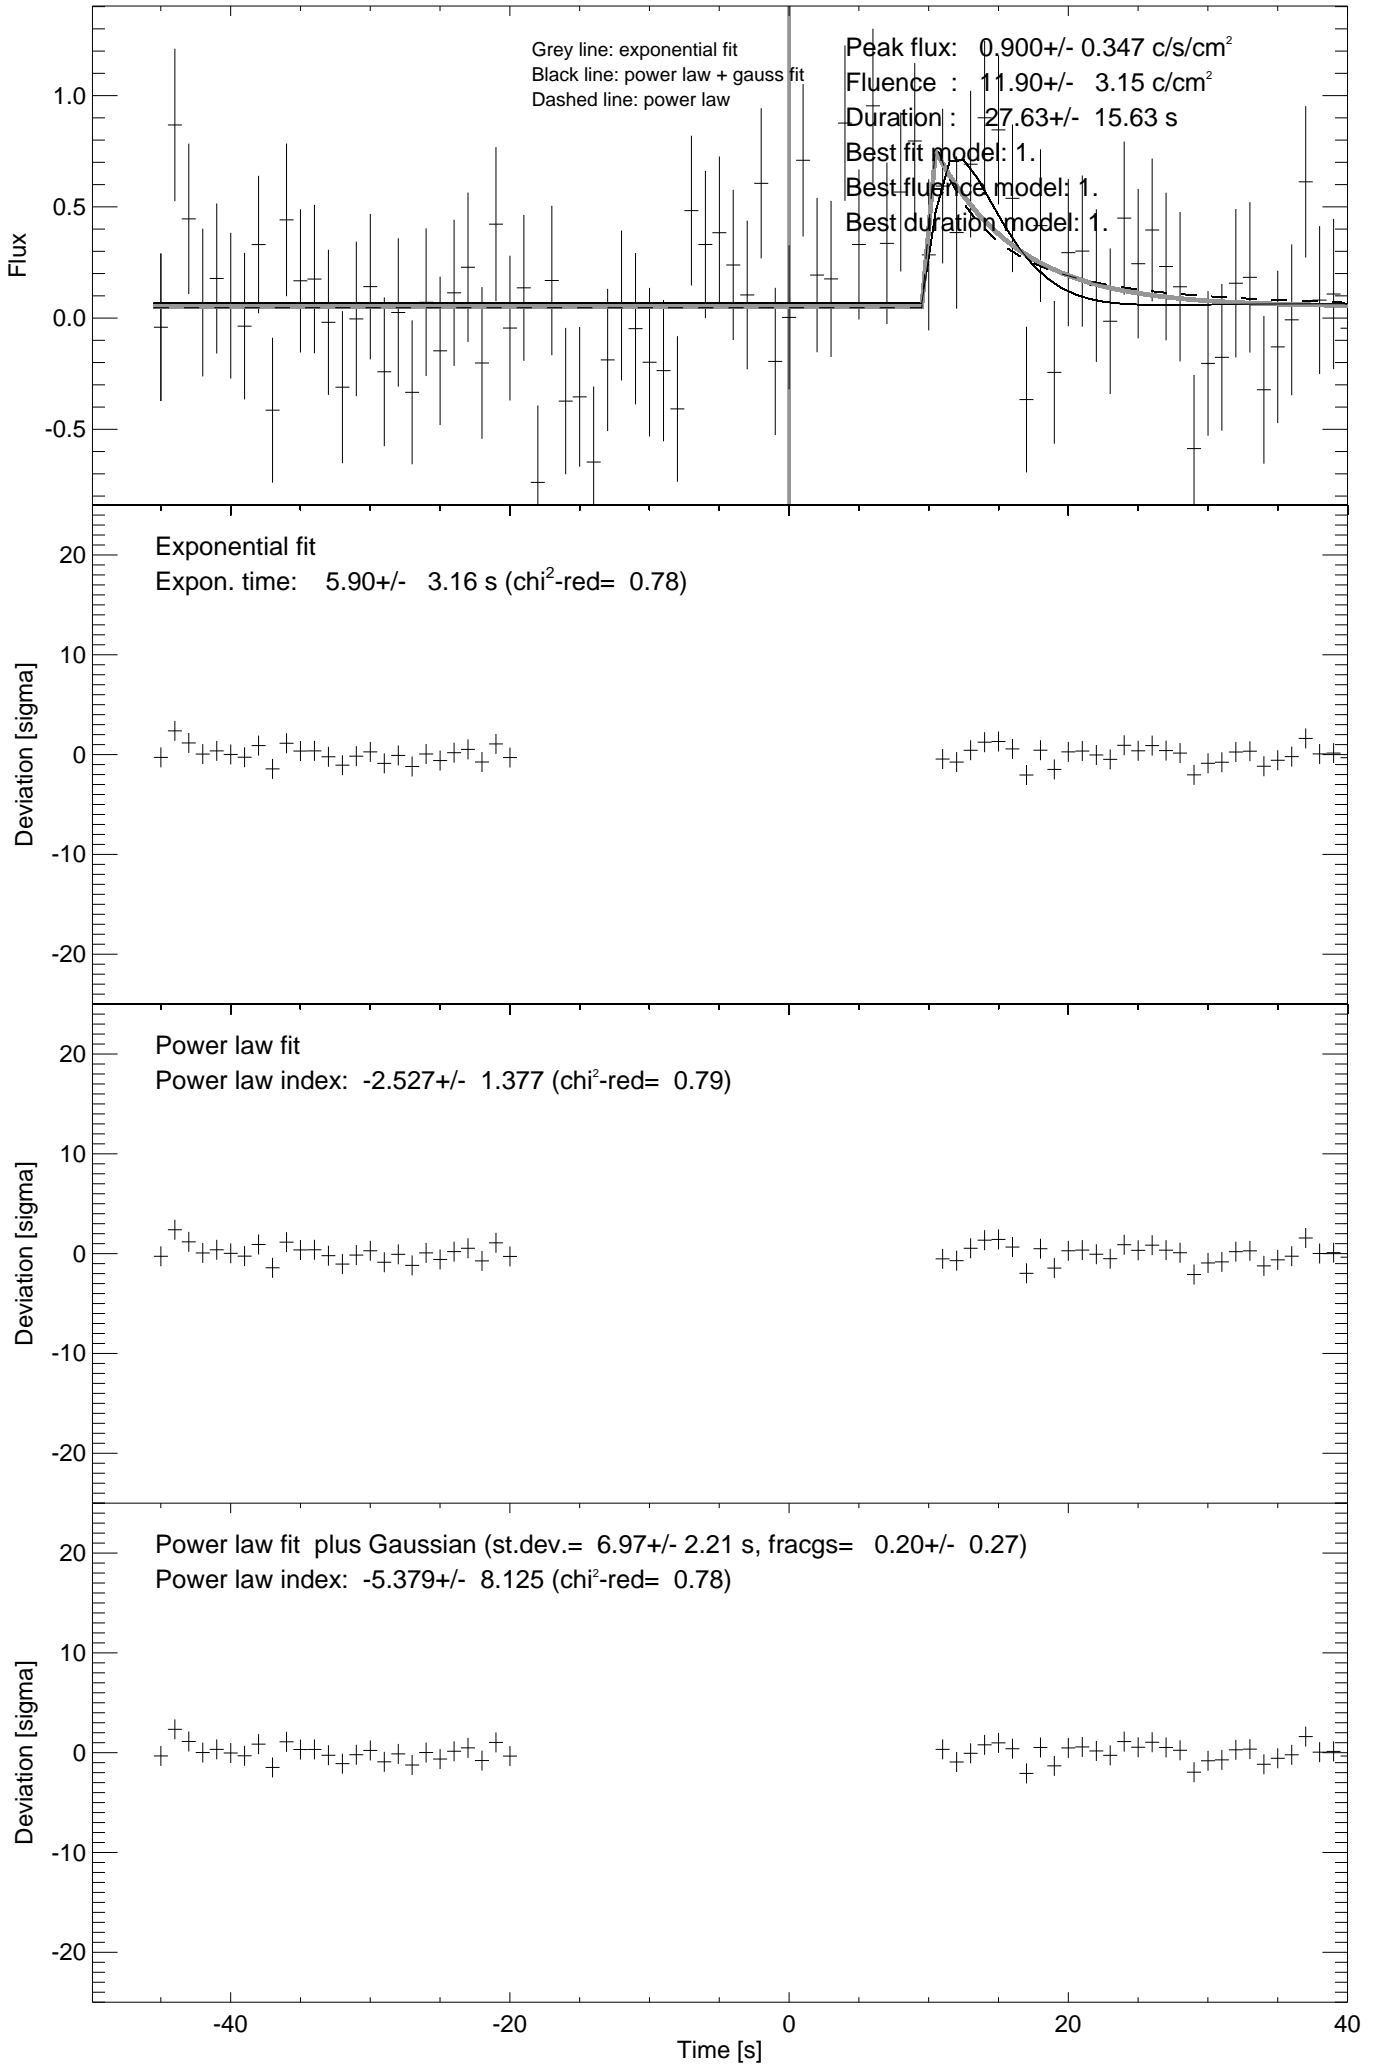 Grey line: exponential fit
Black line: power law + gauss fit
Dashed line: power law
Peak flux: 0.900+/- 0.347 c/s/cm²
Fluence : 11.90+/- 3.15 c/cm²
Duration : 27.63+/- 15.63 s
Best fit model: 1.
Best fluence model: 1.
Best duration model: 1.
Flux
1.0
0.5
0.0
-0.5
Exponential fit
Expon. time: 5.90+/- 3.16 s (chi²-red= 0.78)
Deviation [sigma]
20
10
0
-10
-20
Power law fit
Power law index: -2.527+/- 1.377 (chi²-red= 0.79)
Deviation [sigma]
20
10
0
-10
-20
Power law fit plus Gaussian (st.dev.= 6.97+/- 2.21 s, fracgs= 0.20+/- 0.27)
Power law index: -5.379+/- 8.125 (chi²-red= 0.78)
Deviation [sigma]
20
10
0
-10
-20
-40 -20 0 20 40
Time [s]